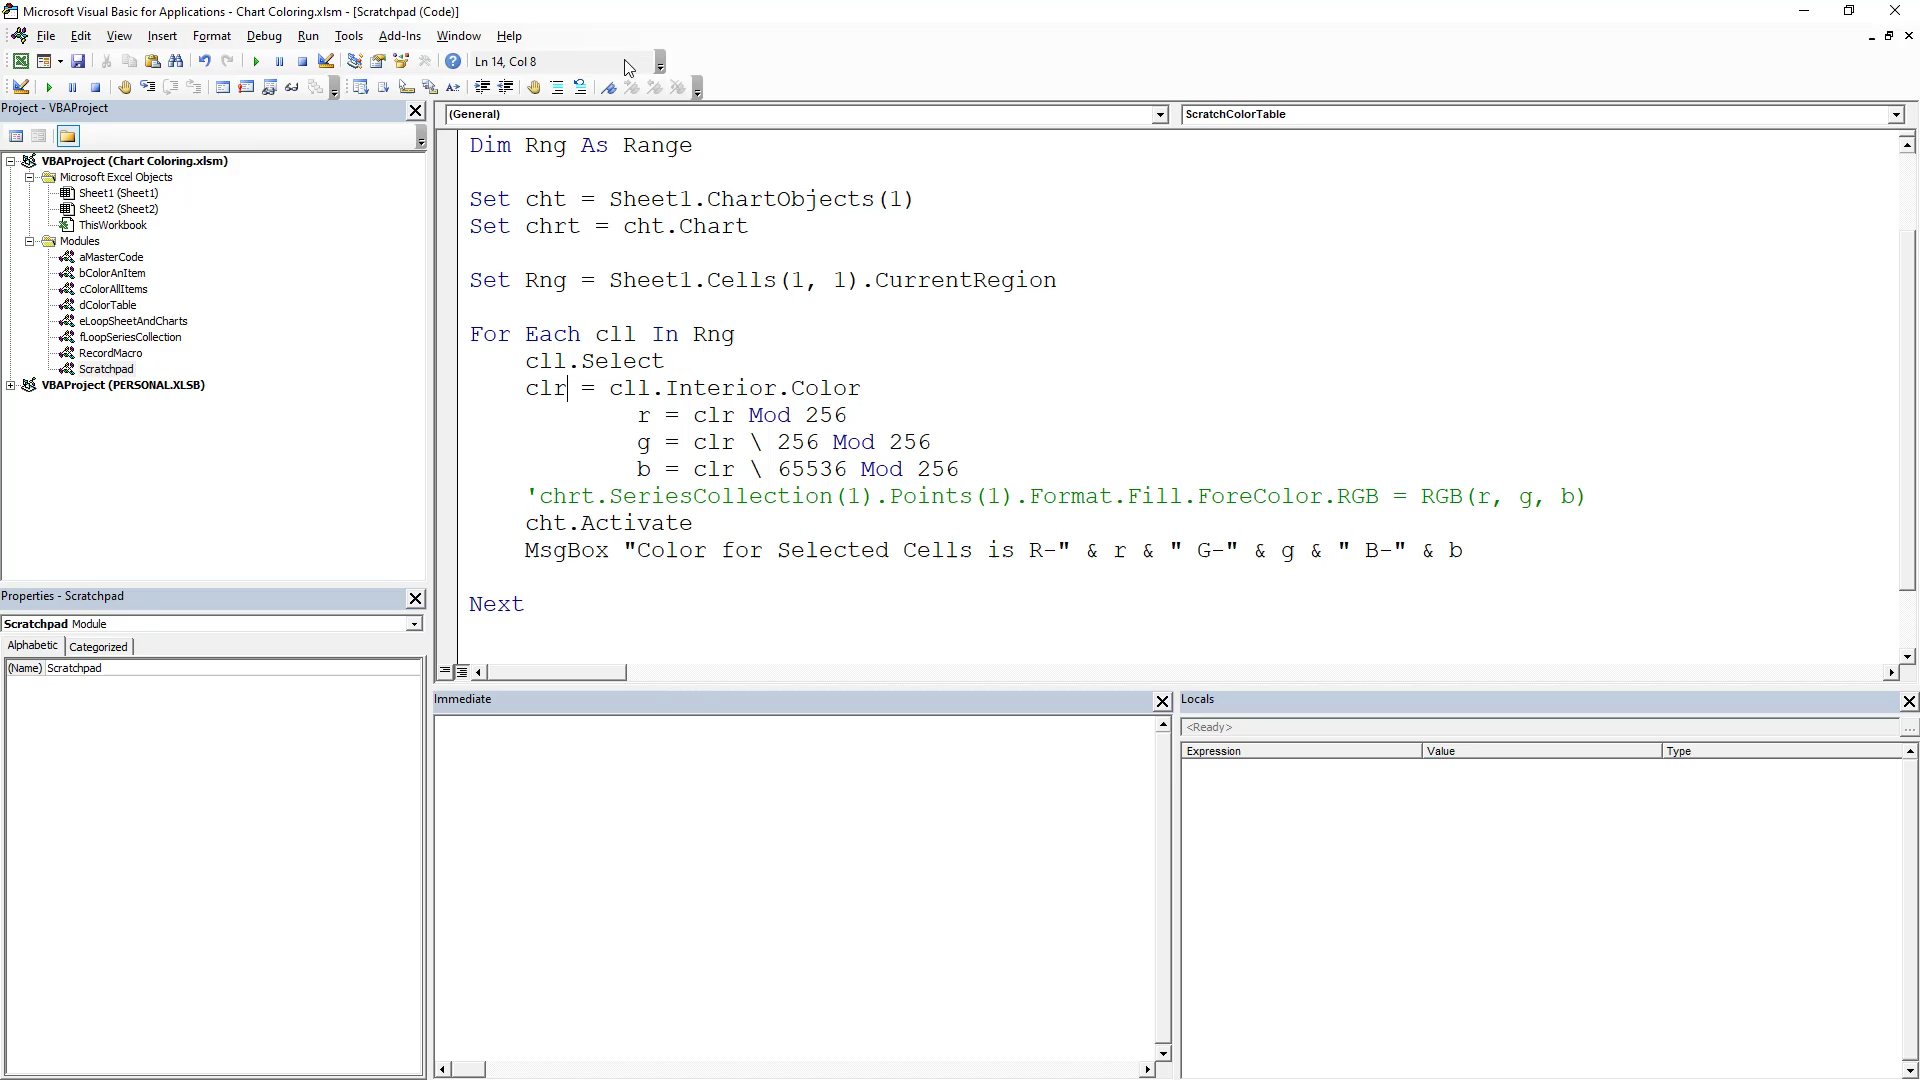 Microsoft Visual Basic for Applications - Chart Coloring.xlsm - [Scratchpad (Code)]
File Edit View Insert Format Debug Run Tools Add-Ins Window Help
Ln 14, Col 8
Project - VBAProject
VBAProject (Chart Coloring.xlsm)
Microsoft Excel Objects
Sheet1 (Sheet1)
Sheet2 (Sheet2)
ThisWorkbook
Modules
aMasterCode
bColorAnItem
cColorAllItems
dColorTable
eLoopSheetAndCharts
fLoopSeriesCollection
RecordMacro
Scratchpad
VBAProject (PERSONAL.XLSB)
Properties - Scratchpad
Scratchpad Module
Alphabetic Categorized
(Name) Scratchpad
(General) ScratchColorTable
Dim Rng As Range
Set cht = Sheet1.ChartObjects(1)
Set chrt = cht.Chart
Set Rng = Sheet1.Cells(1, 1).CurrentRegion
For Each cll In Rng
cll.Select
clr = cll.Interior.Color
r = clr Mod 256
g = clr \ 256 Mod 256
b = clr \ 65536 Mod 256
'chrt.SeriesCollection(1).Points(1).Format.Fill.ForeColor.RGB = RGB(r, g, b)
cht.Activate
MsgBox "Color for Selected Cells is R-" & r & " G-" & g & " B-" & b
Next
Immediate
Locals
<Ready>
Expression Value Type